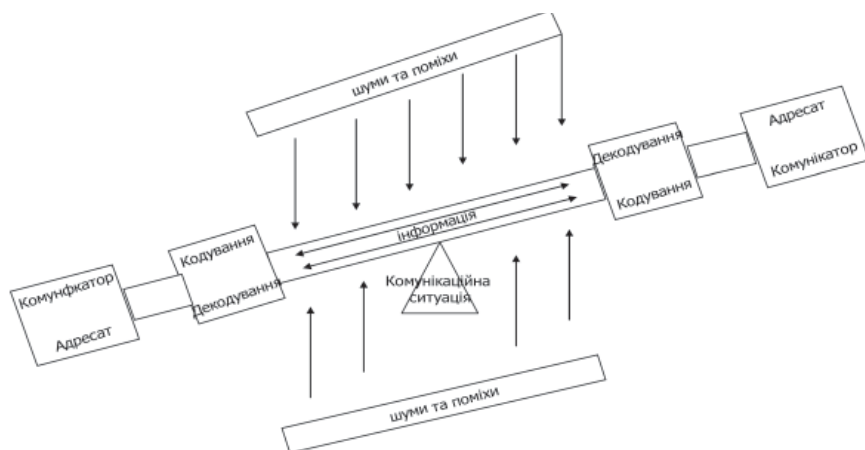 шуми та поміхи
Адресат
Комунікатор
Декодування
Кодування
інформація
Кодування
Декодування
Комунфкатор
Адресат
Комунікаційна
ситуація
шуми та поміхи